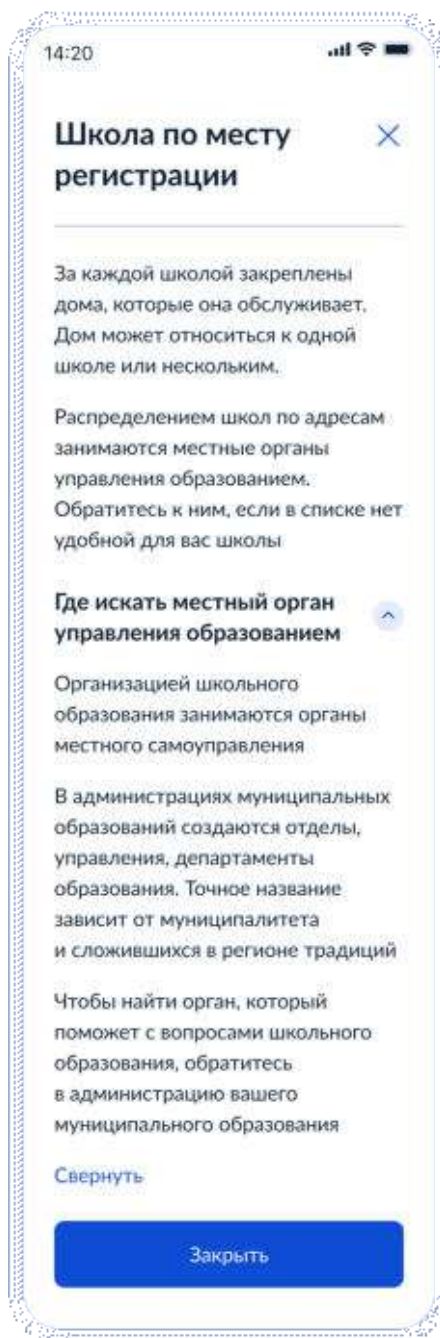 14:20
Школа по месту
регистрации
За каждой школой закреплены
дома, которые она обслуживает.
Дом может относиться к одной
школе или нескольким.
Распределением школ по адресам
занимаются местные органы
управления образованием.
Обратитесь к ним, если в списке нет
удобной для вас школы
Где искать местный орган
управления образованием
Организацией школьного
образования занимаются органы
местного самоуправления
В администрациях муниципальных
образований создаются отделы,
управления, департаменты
образования. Точное название
зависит от муниципалитета
и сложившихся в регионе традиций
Чтобы найти орган, который
поможет с вопросами школьного
образования, обратитесь
в администрацию вашего
муниципального образования
Свернуть
Закрыть